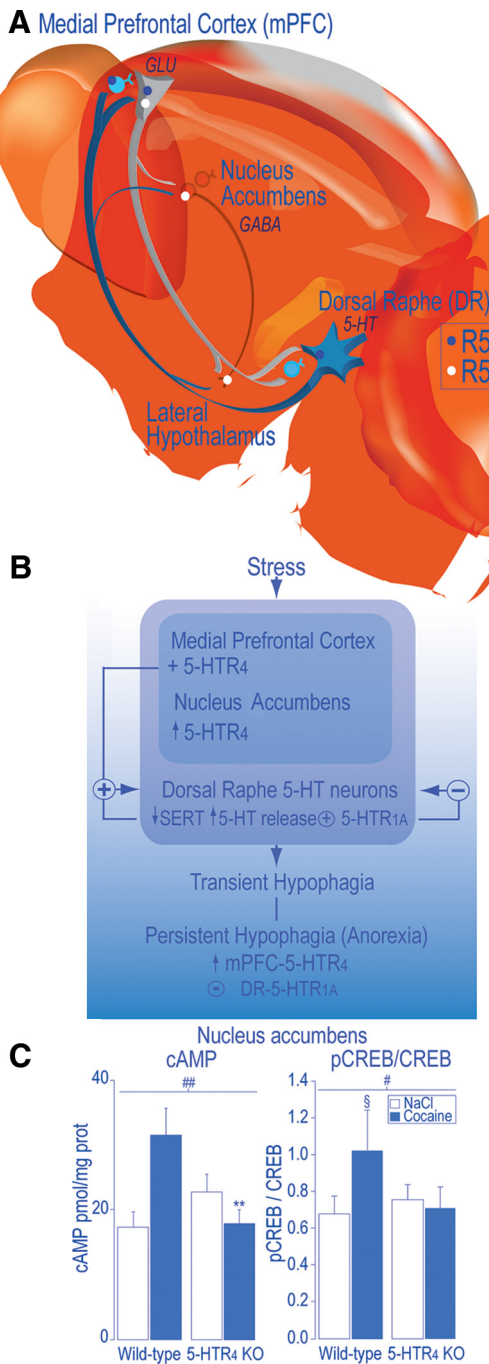 A Medial Prefrontal Cortex (mPFC)
GLU
Nucleus
Accumbens
GABA
Dorsal Raphe (DR)
5-HT
R5
R5
Lateral
Hypothalamus
B
Stress
Medial Prefrontal Cortex
+ 5-HTR4
Nucleus Accumbens
↑ 5-HTR4
+
−
Dorsal Raphe 5-HT neurons
↓SERT ↑5-HT release ⊕ 5-HTR1A
Transient Hypophagia
Persistent Hypophagia (Anorexia)
↑ mPFC-5-HTR4
⊖ DR-5-HTR1A
C
Nucleus accumbens
cAMP
pCREB/CREB
40
20
0
cAMP pmol/mg prot
##
**
Wild-type 5-HTR4 KO
1.4
1.2
1.0
0.8
0.6
0.4
0.2
0.0
pCREB / CREB
#
§
NaCl
Cocaine
Wild-type 5-HTR4 KO